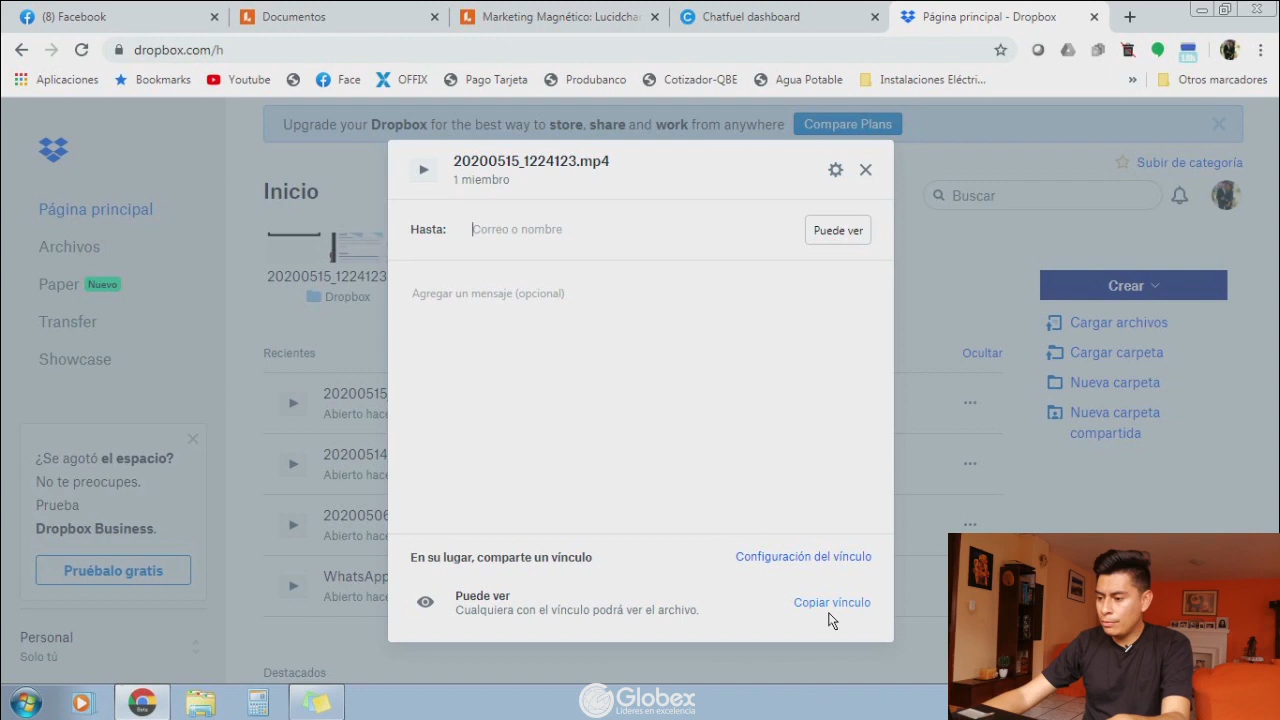 (8) Facebook
Documentos
Marketing Magnético: Lucidchar
Chatfuel dashboard
Página principal - Dropbox
dropbox.com/h
Aplicaciones
Bookmarks
Youtube
Face
OFFIX
Pago Tarjeta
Produbanco
Cotizador-QBE
Agua Potable
Instalaciones Eléctri...
»
Otros marcadores
Upgrade your Dropbox for the best way to store, share and work from anywhere
Compare Plans
Subir de categoría
Inicio
Buscar
Página principal
Archivos
Paper Nuevo
Transfer
Showcase
20200515_1224123
Dropbox
Recientes
Ocultar
20200515_
Abierto hace
20200514
Abierto hace
20200506
Abierto hace
WhatsApp
Abierto hace
Destacados
Crear
Cargar archivos
Cargar carpeta
Nueva carpeta
Nueva carpeta
compartida
¿Se agotó el espacio?
No te preocupes.
Prueba
Dropbox Business.
Pruébalo gratis
Personal
Solo tú
20200515_1224123.mp4
1 miembro
Hasta:
Correo o nombre
Puede ver
Agregar un mensaje (opcional)
En su lugar, comparte un vínculo
Configuración del vínculo
Puede ver
Cualquiera con el vínculo podrá ver el archivo.
Copiar vínculo
Globex
Líderes en excelencia